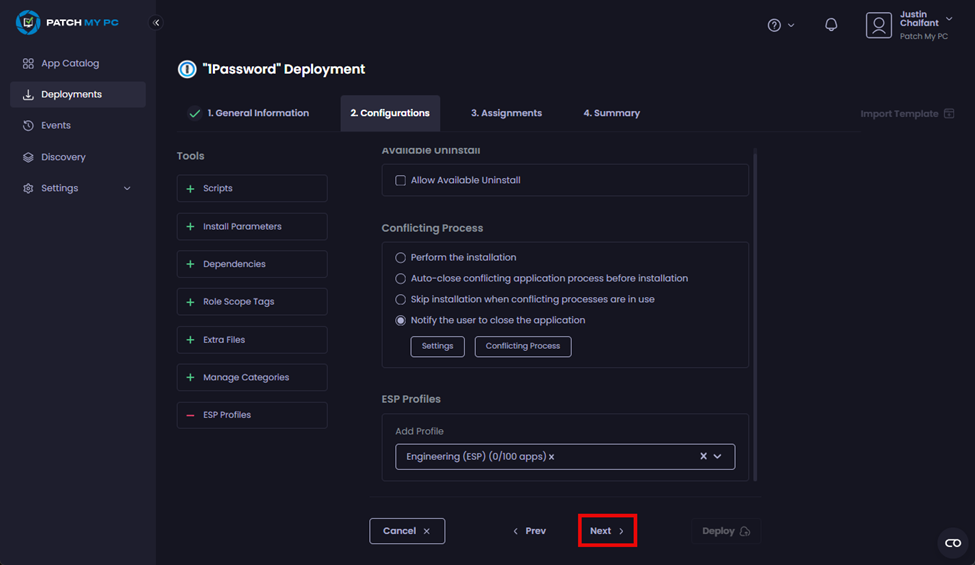 PATCH MY PC
Justin
Chalfant
Patch My PC
App Catalog
Deployments
Events
Discovery
Settings
"1Password" Deployment
1. General Information
2. Configurations
3. Assignments
4. Summary
Import Template
Tools
Scripts
Install Parameters
Dependencies
Role Scope Tags
Extra Files
Manage Categories
ESP Profiles
Available Uninstall
Allow Available Uninstall
Conflicting Process
Perform the installation
Auto-close conflicting application process before installation
Skip installation when conflicting processes are in use
Notify the user to close the application
Settings
Conflicting Process
ESP Profiles
Add Profile
Engineering (ESP) (0/100 apps) x
Cancel
Prev
Next
Deploy